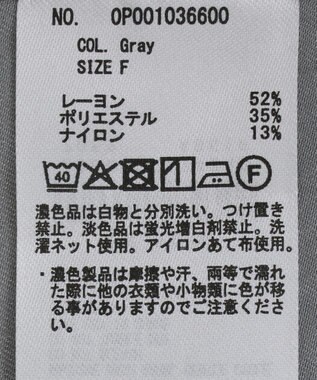 NO. 0P001036600
COL. Gray
SIZE F
レーヨン 52%
ポリエステル 35%
ナイロン 13%
40 F
濃色品は白物と分別洗い。つけ置き
禁止。淡色品は蛍光増白剤禁止。洗
濯ネット使用。アイロンあて布使用。
・濃色製品は摩擦や汗、雨等で濡れ
た際に他の衣類や小物類に色が移
る事がありますのでご注意くださ
い。